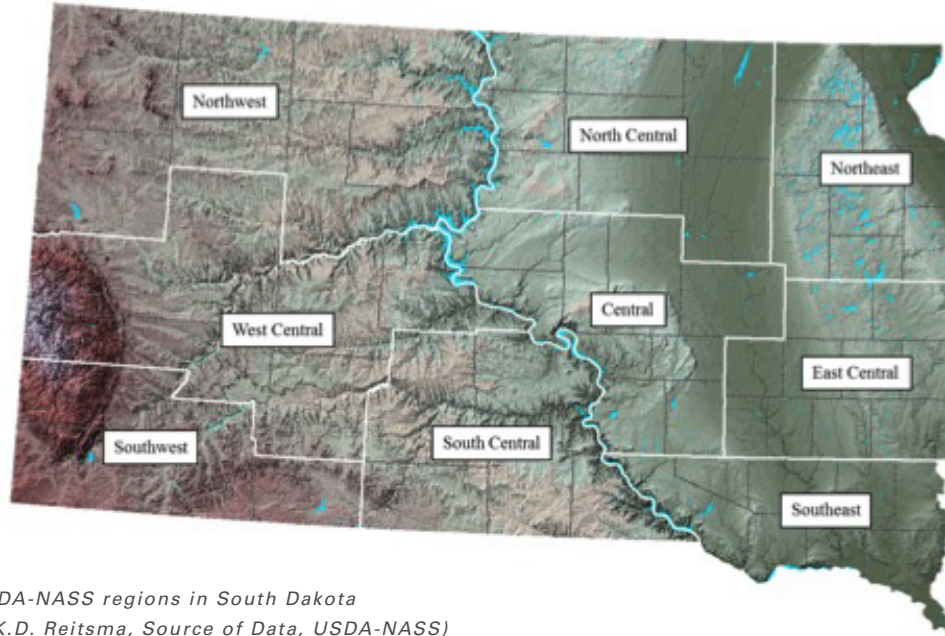 Northwest
North Central
Northeast
West Central
Central
East Central
Southwest
South Central
Southeast
DA-NASS regions in South Dakota
K.D. Reitsma, Source of Data, USDA-NASS)